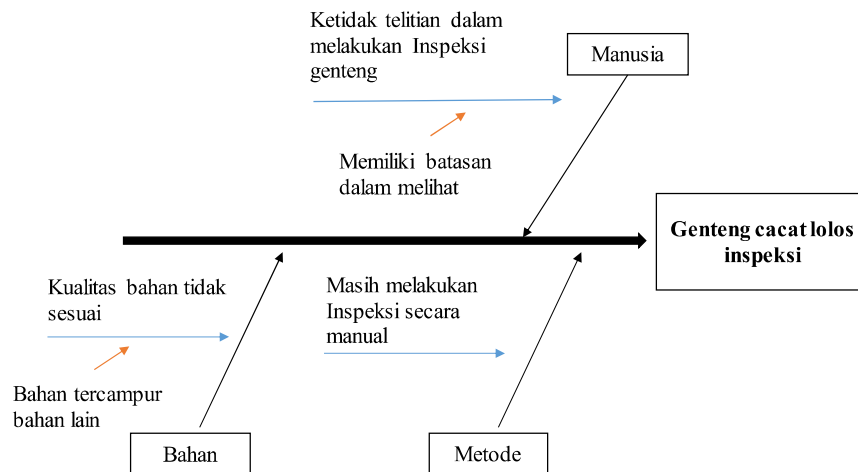 Ketidak telitian dalam
melakukan Inspeksi
genteng
Manusia
Memiliki batasan
dalam melihat
Genteng cacat lolos
inspeksi
Kualitas bahan tidak
sesuai
Masih melakukan
Inspeksi secara
manual
Bahan tercampur
bahan lain
Bahan
Metode